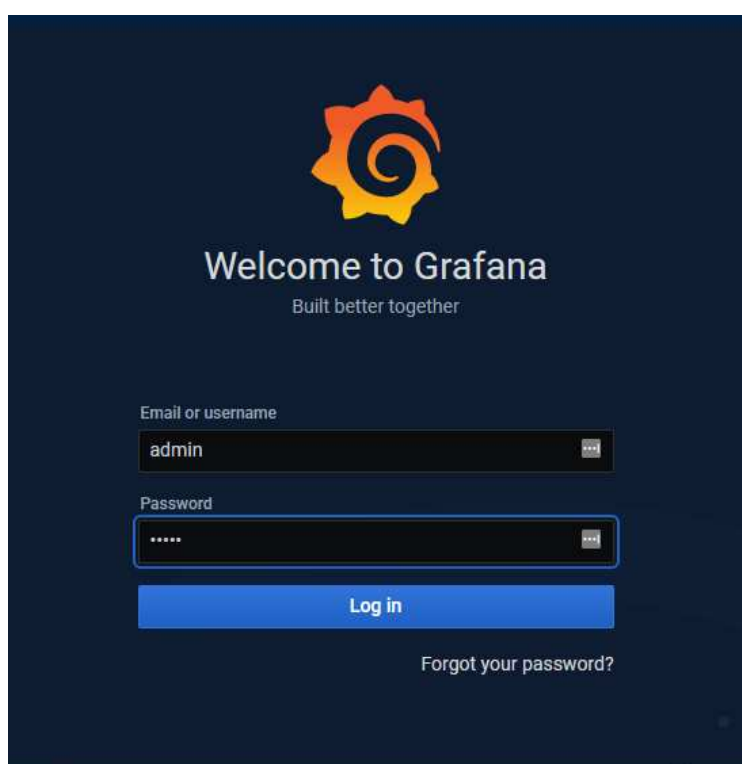 Welcome to Grafana
Built better together
Email or username
admin
Password
•••••
Log in
Forgot your password?